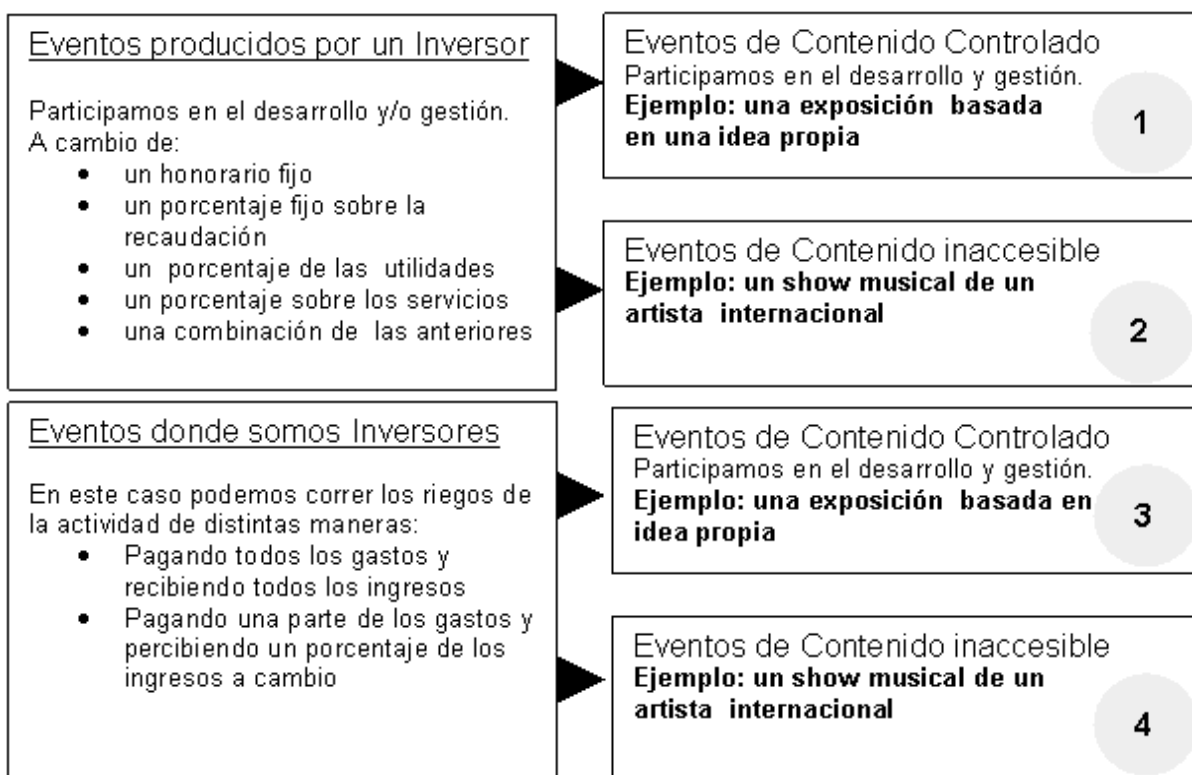 Eventos producidos por un Inversor
Participamos en el desarrollo y/o gestión.
A cambio de:
• un honorario fijo
• un porcentaje fijo sobre la
recaudación
• un porcentaje de las utilidades
• un porcentaje sobre los servicios
• una combinación de las anteriores
Eventos de Contenido Controlado
Participamos en el desarrollo y gestión.
Ejemplo: una exposición basada
en una idea propia
1
Eventos de Contenido inaccesible
Ejemplo: un show musical de un
artista internacional
2
Eventos donde somos Inversores
En este caso podemos correr los riegos de
la actividad de distintas maneras:
• Pagando todos los gastos y
recibiendo todos los ingresos
• Pagando una parte de los gastos y
percibiendo un porcentaje de los
ingresos a cambio
Eventos de Contenido Controlado
Participamos en el desarrollo y gestión.
Ejemplo: una exposición basada en
idea propia
3
Eventos de Contenido inaccesible
Ejemplo: un show musical de un
artista internacional
4